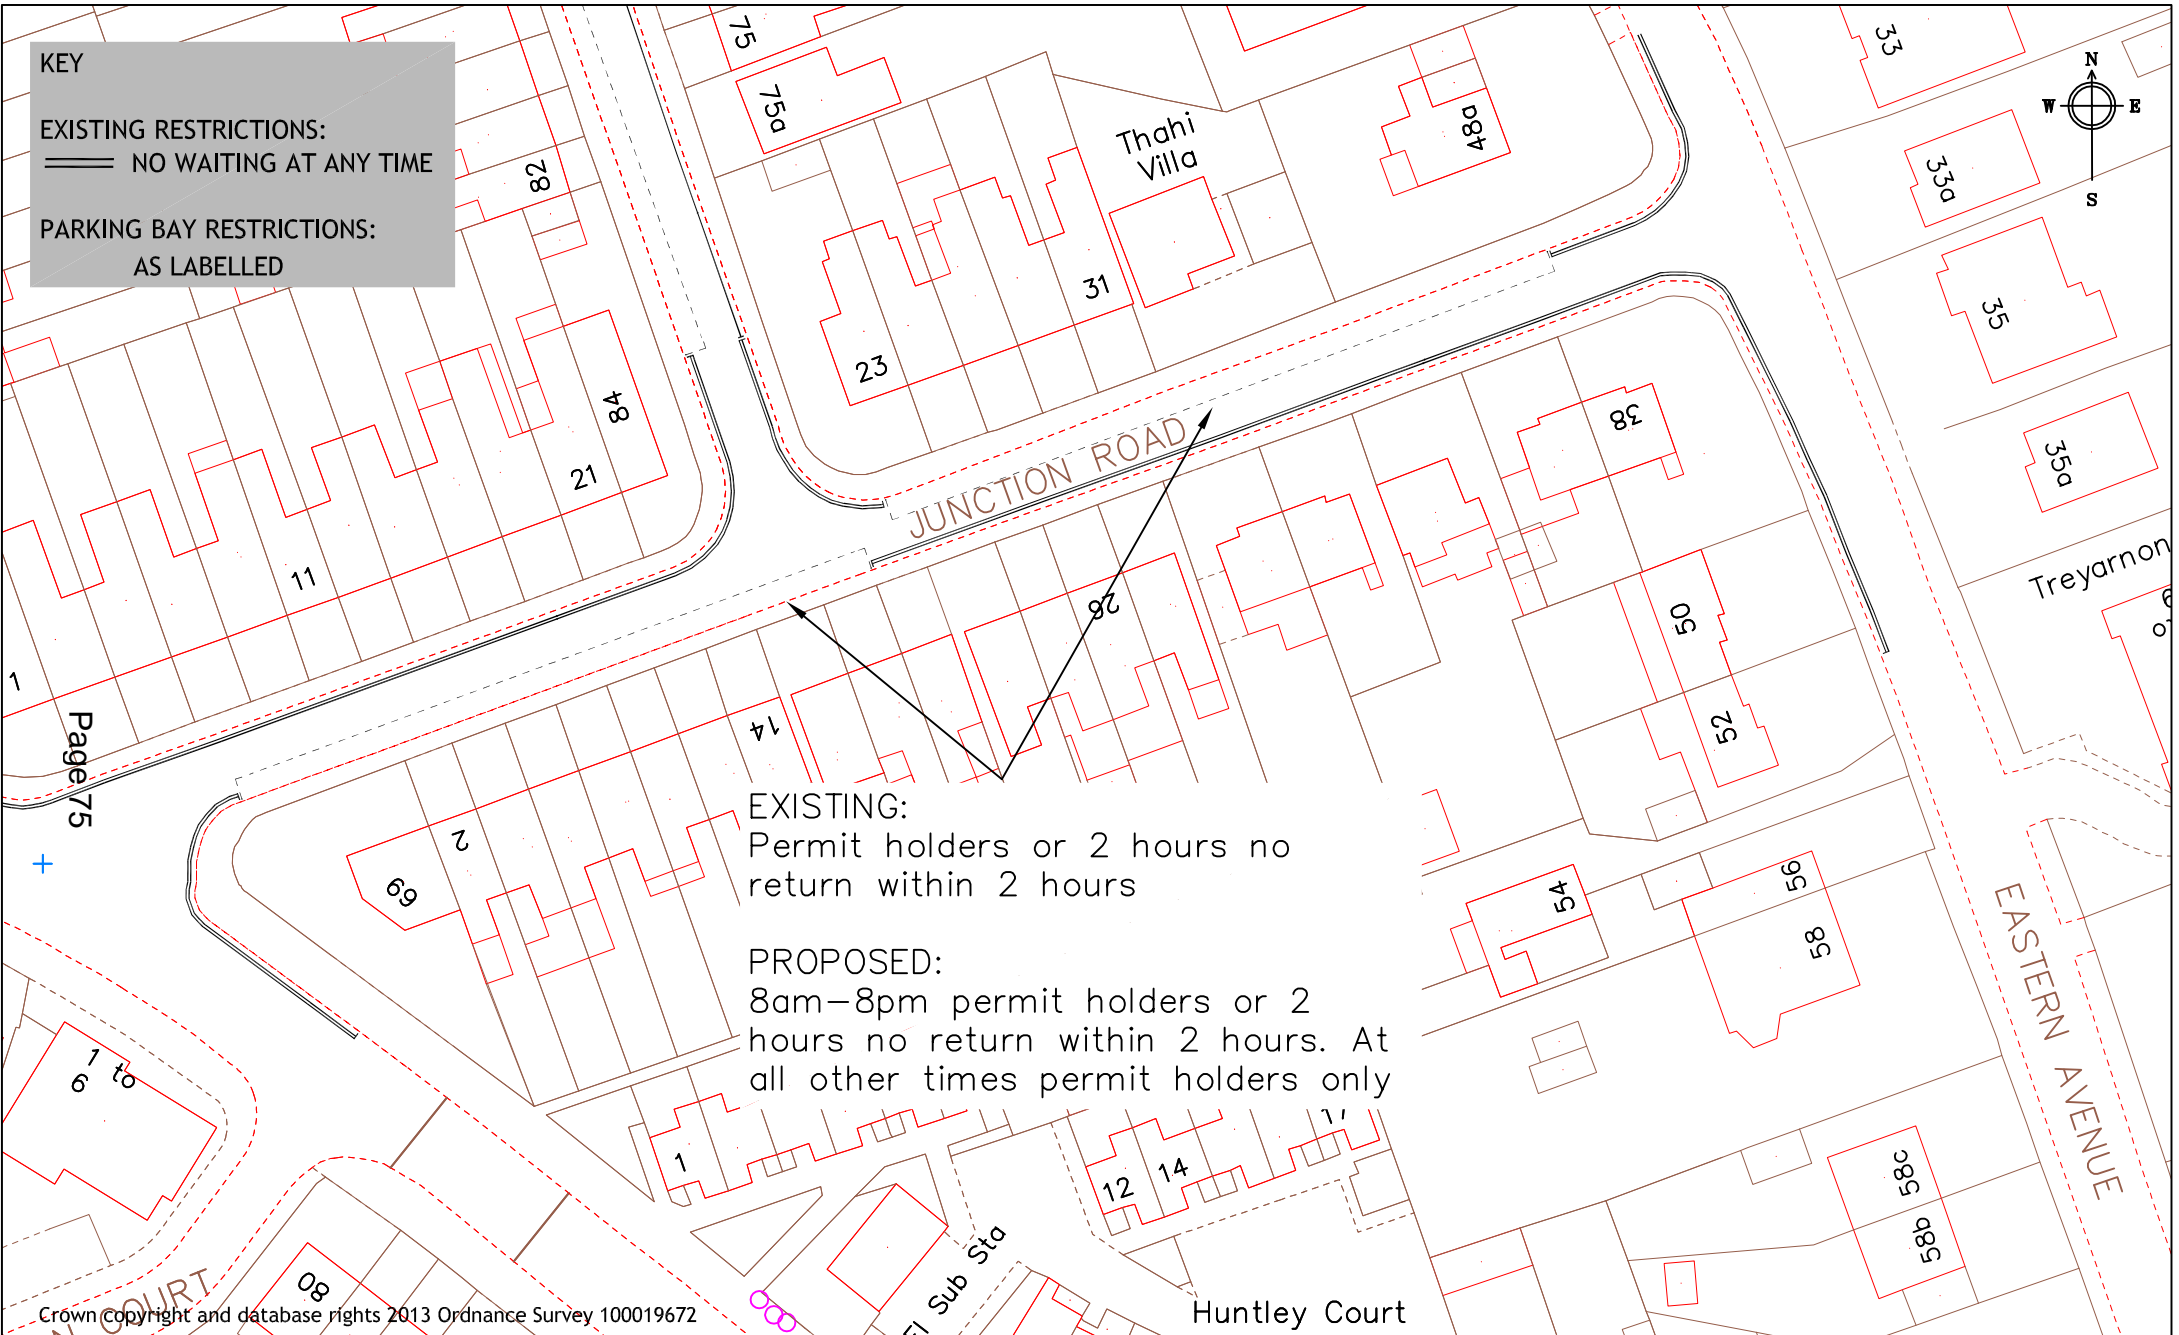 KEY
EXISTING RESTRICTIONS:
NO WAITING AT ANY TIME
PARKING BAY RESTRICTIONS:
AS LABELLED
N
W E
S
75
75a
82
Thahi
Villa
48a
33
33a
35
35a
Treyarnon
31
23
84
21
11
1
JUNCTION ROAD
38
26
50
52
14
2
69
Page 75
EXISTING:
Permit holders or 2 hours no
return within 2 hours
PROPOSED:
8am-8pm permit holders or 2
hours no return within 2 hours. At
all other times permit holders only
54
56
58
EASTERN AVENUE
1 to
6
1
12
14
17
58c
58b
80
COURT
El Sub Sta
Huntley Court
Crown copyright and database rights 2013 Ordnance Survey 100019672